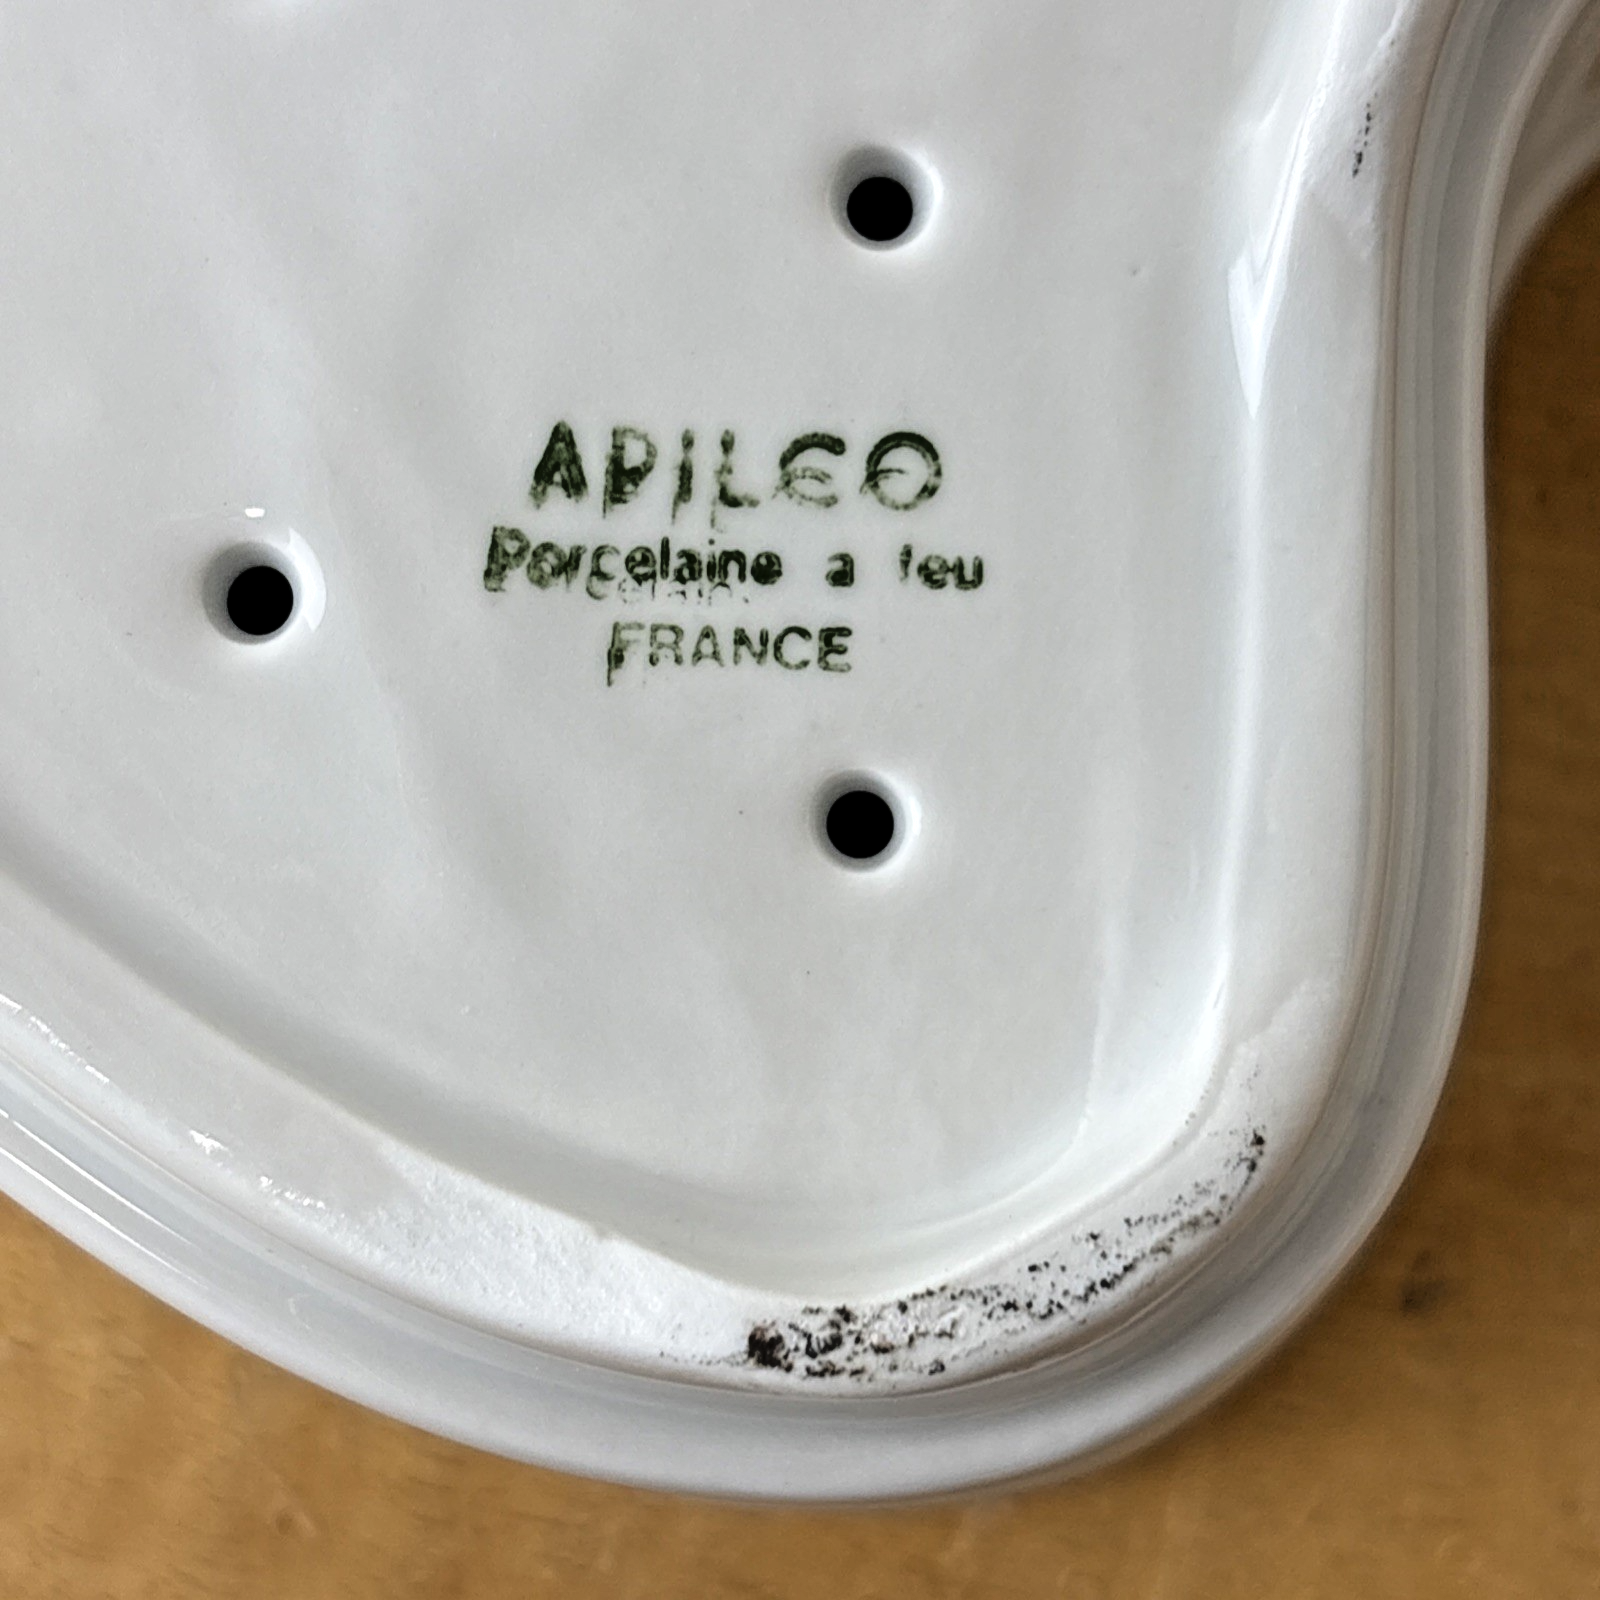 APILCO
Porcelaine a feu
FRANCE